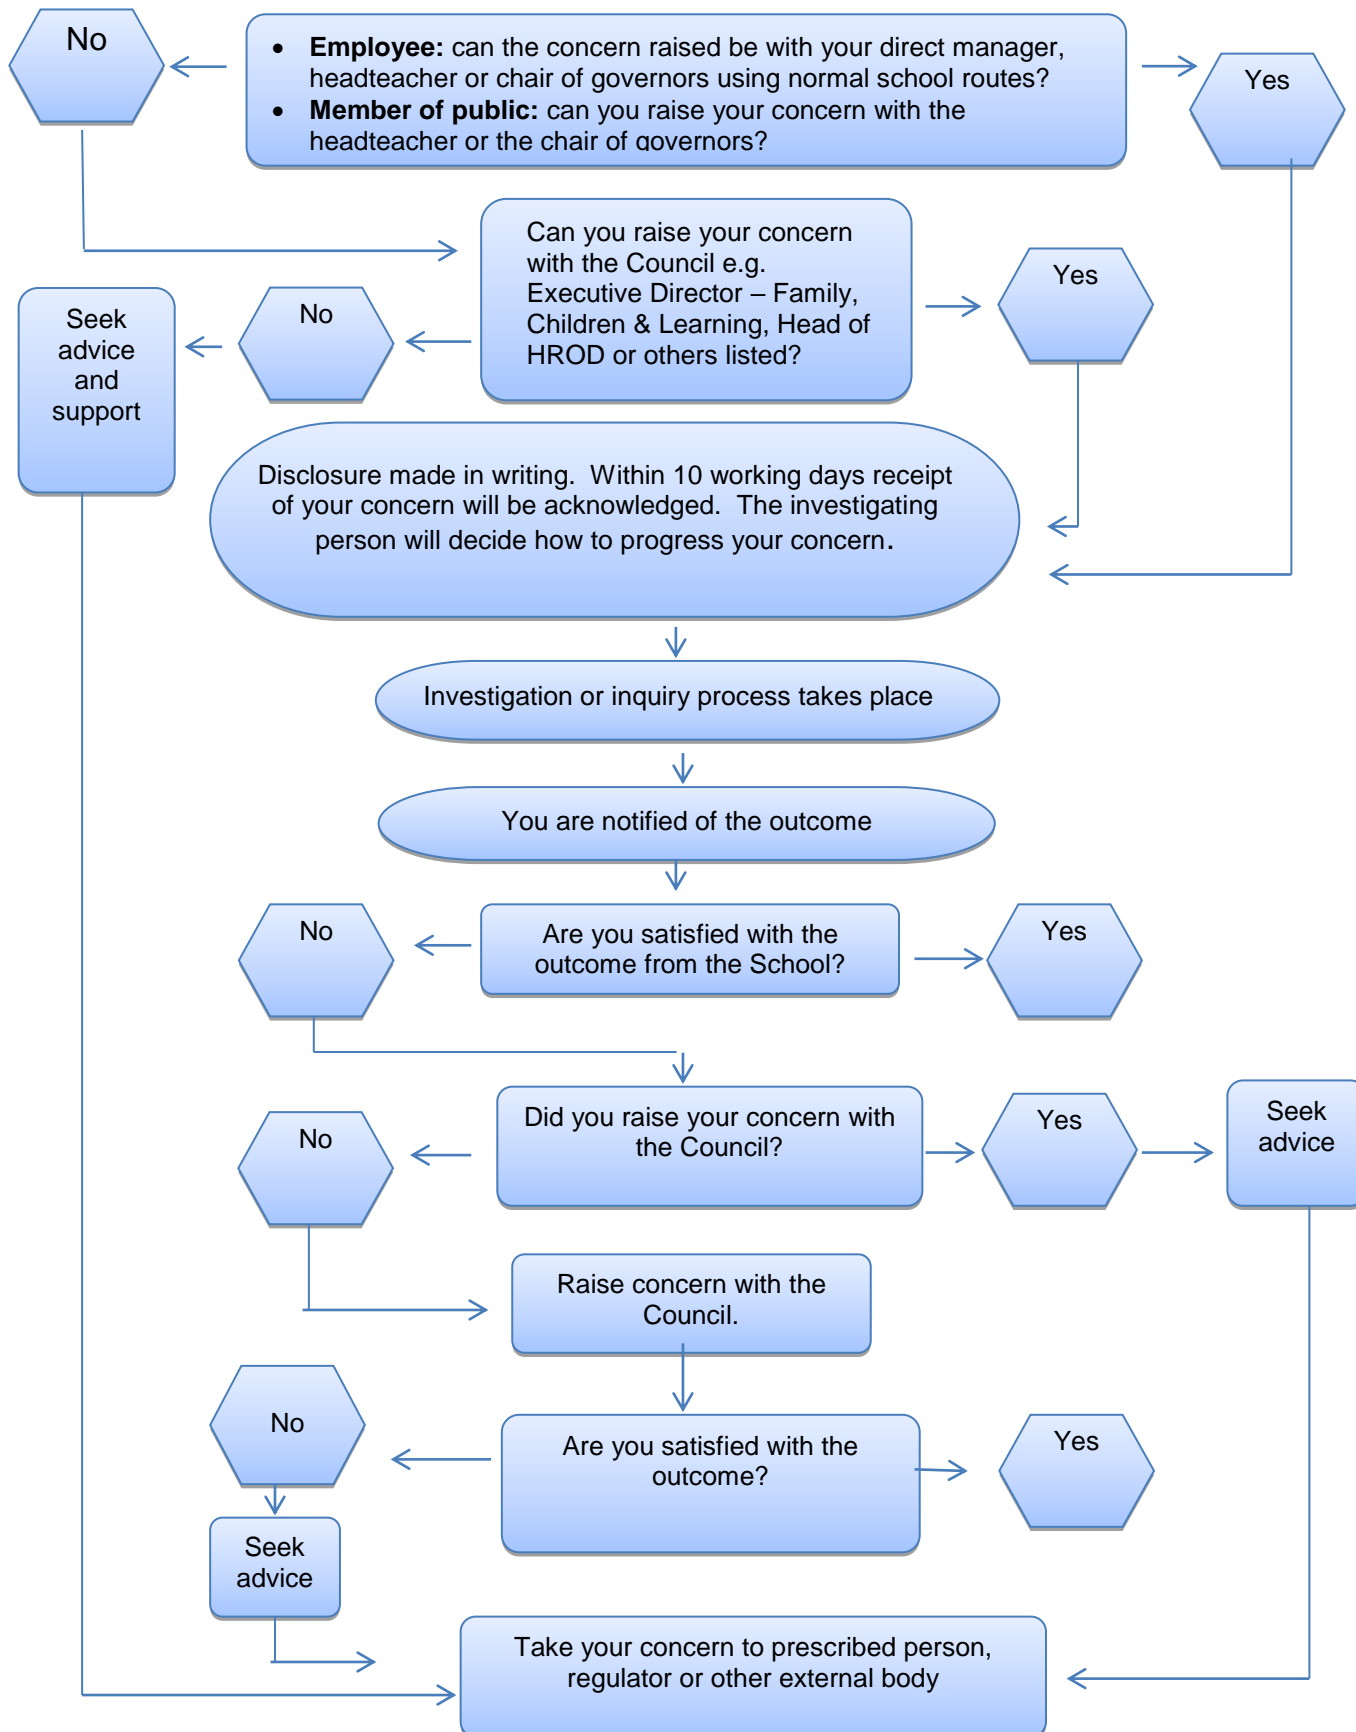 No
• Employee: can the concern raised be with your direct manager,
headteacher or chair of governors using normal school routes?
• Member of public: can you raise your concern with the
headteacher or the chair of governors?
Yes
Can you raise your concern
with the Council e.g.
Executive Director – Family,
Children & Learning, Head of
HROD or others listed?
Yes
No
Seek
advice
and
support
Disclosure made in writing.  Within 10 working days receipt
of your concern will be acknowledged.  The investigating
person will decide how to progress your concern.
Investigation or inquiry process takes place
You are notified of the outcome
No
Are you satisfied with the
outcome from the School?
Yes
No
Did you raise your concern with
the Council?
Yes
Seek
advice
Raise concern with the
Council.
No
Are you satisfied with the
outcome?
Yes
Seek
advice
Take your concern to prescribed person,
regulator or other external body